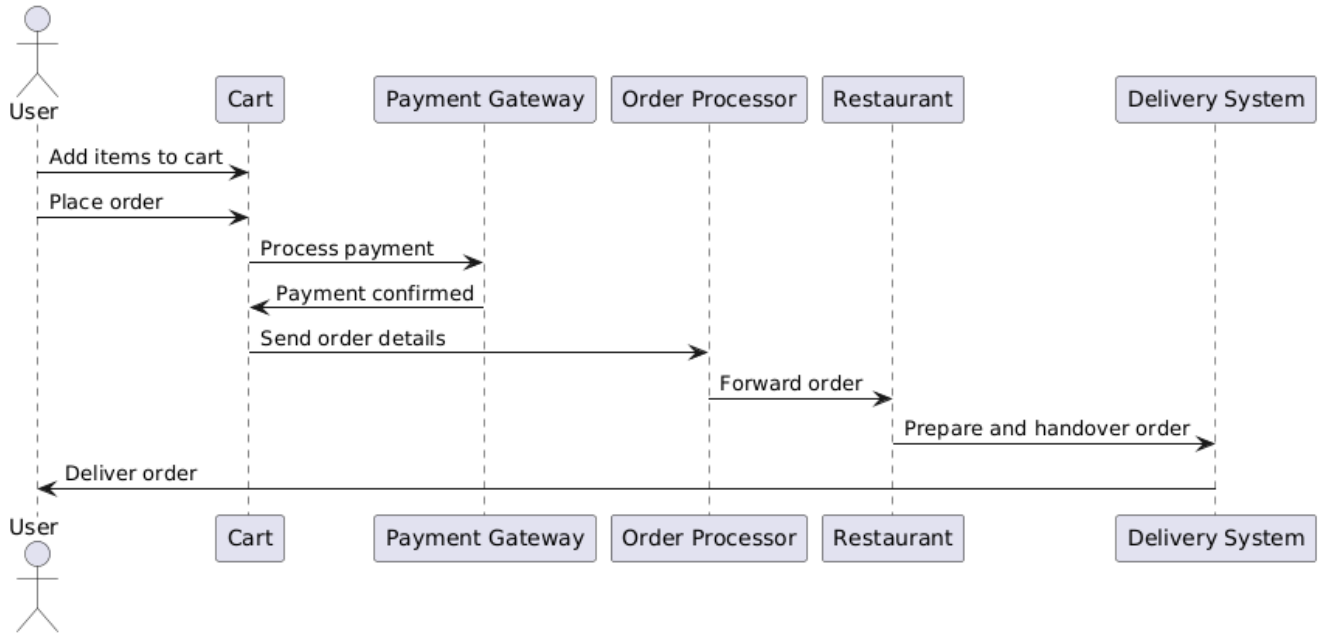 User
Cart
Payment Gateway
Order Processor
Restaurant
Delivery System
Add items to cart
Place order
Process payment
Payment confirmed
Send order details
Forward order
Prepare and handover order
Deliver order
User
Cart
Payment Gateway
Order Processor
Restaurant
Delivery System